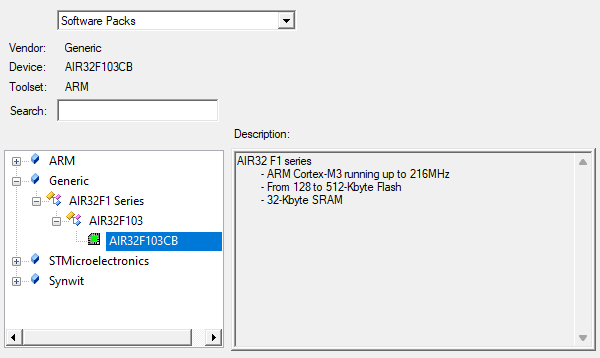 Software Packs
Vendor: Generic
Device: AIR32F103CB
Toolset: ARM
Search:
Description:
ARM
Generic
AIR32F1 Series
AIR32F103
AIR32F103CB
STMicroelectronics
Synwit
AIR32 F1 series
- ARM Cortex-M3 running up to 216MHz
- From 128 to 512-Kbyte Flash
- 32-Kbyte SRAM